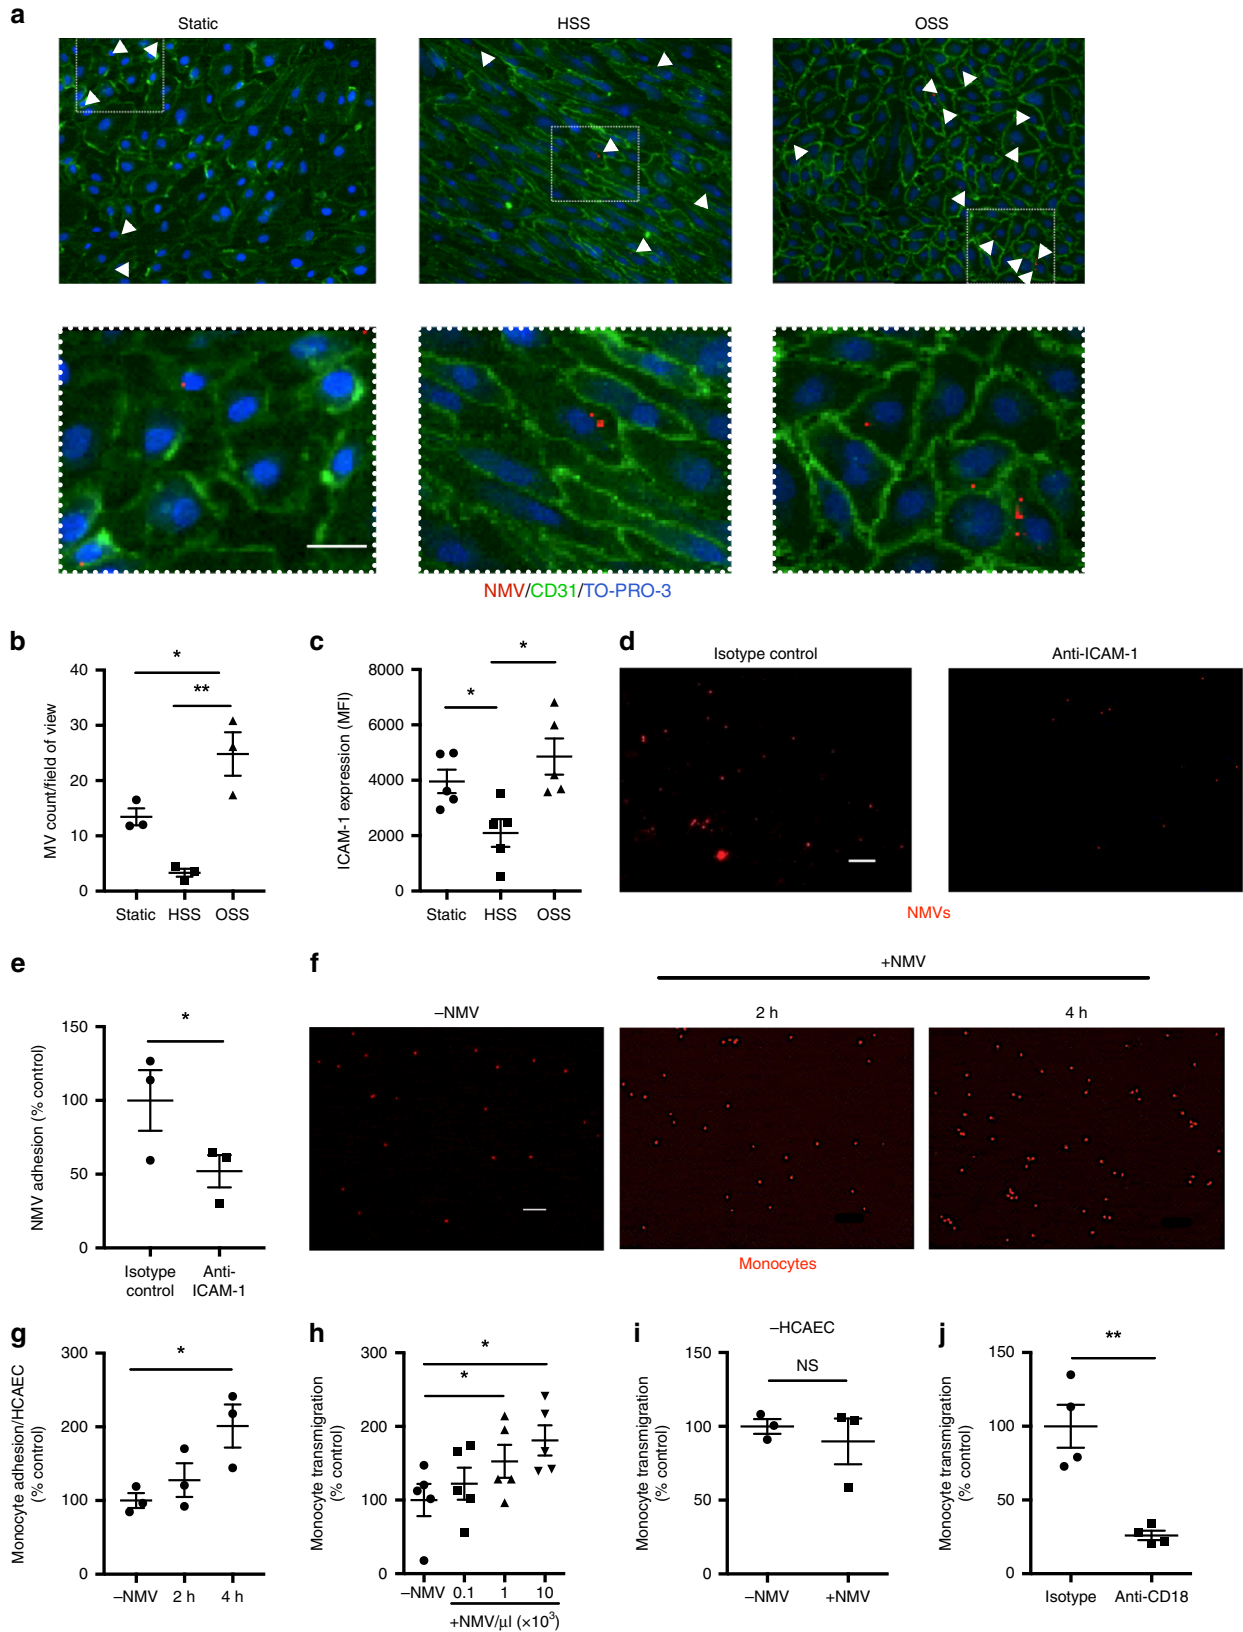 a
Static
HSS
OSS
NMV/CD31/TO-PRO-3
b
MV count/field of view
40
30
20
10
0
*
**
Static HSS OSS
c
ICAM-1 expression (MFI)
8000
6000
4000
2000
0
*
*
Static HSS OSS
d
Isotype control
Anti-ICAM-1
NMVs
e
NMV adhesion (% control)
150
100
50
0
*
Isotype control
Anti-ICAM-1
f
+NMV
–NMV
2 h
4 h
Monocytes
g
Monocyte adhesion/HCAEC
(% control)
300
200
100
0
*
–NMV 2 h 4 h
h
Monocyte transmigration
(% control)
300
200
100
0
*
*
–NMV 0.1 1 10
+NMV/µl (×10³)
i
–HCAEC
Monocyte transmigration
(% control)
150
100
50
0
NS
–NMV +NMV
j
Monocyte transmigration
(% control)
150
100
50
0
**
Isotype Anti-CD18